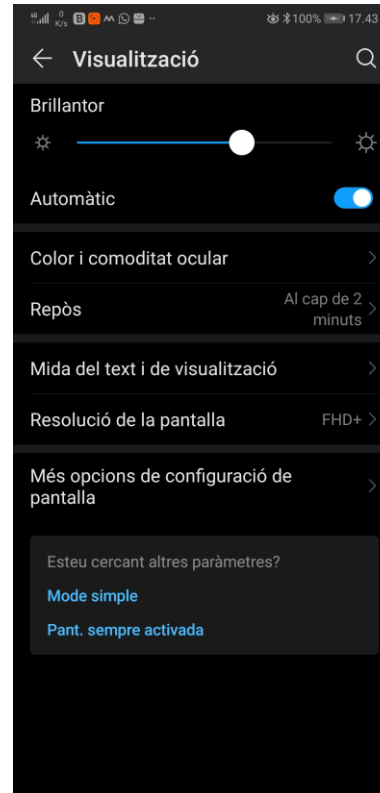 0 K/s B 100% 17.43
Visualització
Brillantor
Automàtic
Color i comoditat ocular
Repòs
Al cap de 2
minuts
Mida del text i de visualització
Resolució de la pantalla FHD+
Més opcions de configuració de
pantalla
Esteu cercant altres paràmetres?
Mode simple
Pant. sempre activada